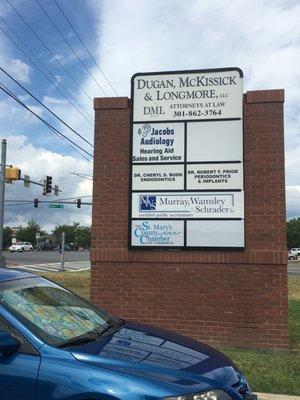 DUGAN, MCKISSICK
& LONGMORE, LLC
ATTORNEYS AT LAW
DML 301-862-3764
Jacobs
Audiology
Hearing Aid
Sales and Service
DR. CHERYL S. BUDD
ENDODONTICS
DR. ROBERT F. PRIOR
PERIODONTICS
& IMPLANTS
Murray, Wamsley
& Schrader
certified public accountants
St. Mary's
County
Chamber
OF COMMERCE